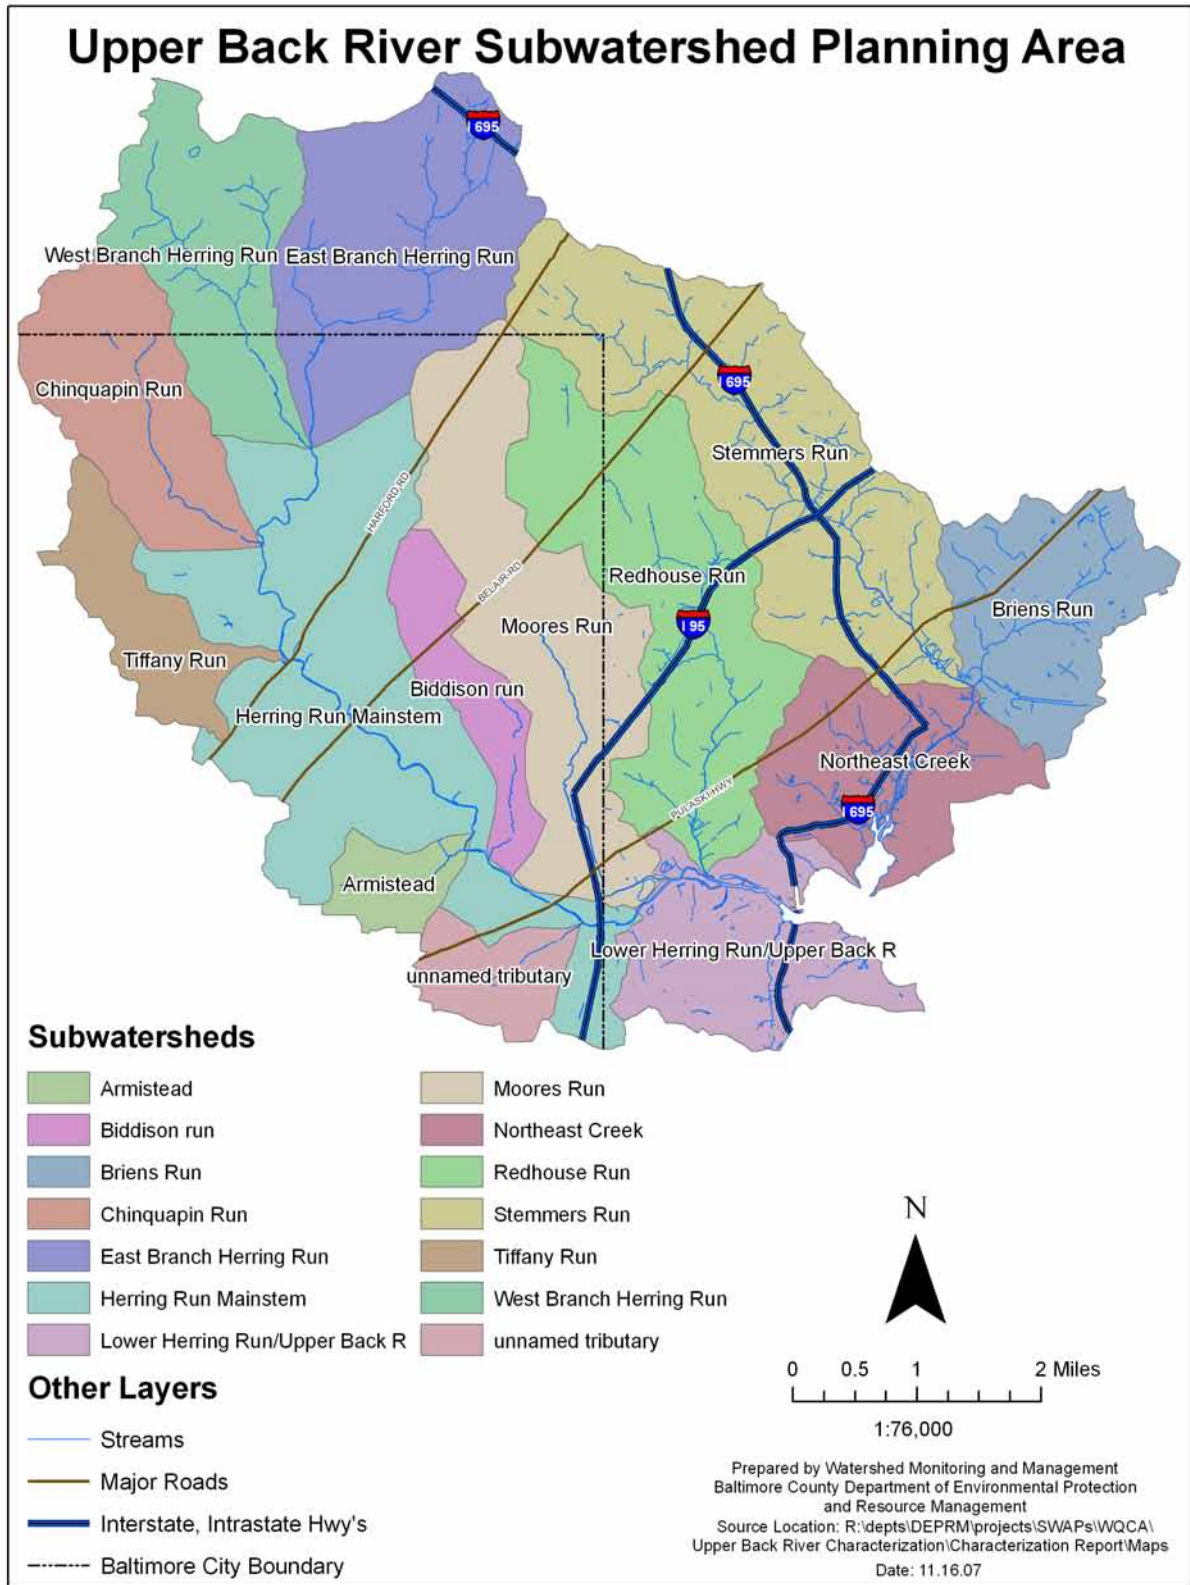 Upper Back River Subwatershed Planning Area
I 695
West Branch Herring Run
East Branch Herring Run
I 695
Chinquapin Run
Stemmers Run
HARFORD RD
BELAIR RD
Redhouse Run
Briens Run
I 95
Moores Run
Tiffany Run
Biddison run
Herring Run Mainstem
Northeast Creek
PULASKI HWY
I 695
Armistead
Lower Herring Run/Upper Back R
unnamed tributary
Subwatersheds
Armistead
Biddison run
Briens Run
Chinquapin Run
East Branch Herring Run
Herring Run Mainstem
Lower Herring Run/Upper Back R
Moores Run
Northeast Creek
Redhouse Run
Stemmers Run
Tiffany Run
West Branch Herring Run
unnamed tributary
Other Layers
Streams
Major Roads
Interstate, Intrastate Hwy's
Baltimore City Boundary
N
0 0.5 1 2 Miles
1:76,000
Prepared by Watershed Monitoring and Management
Baltimore County Department of Environmental Protection
and Resource Management
Source Location: R:\depts\DEPRM\projects\SWAPs\WQCA\
Upper Back River Characterization\Characterization Report\Maps
Date: 11.16.07